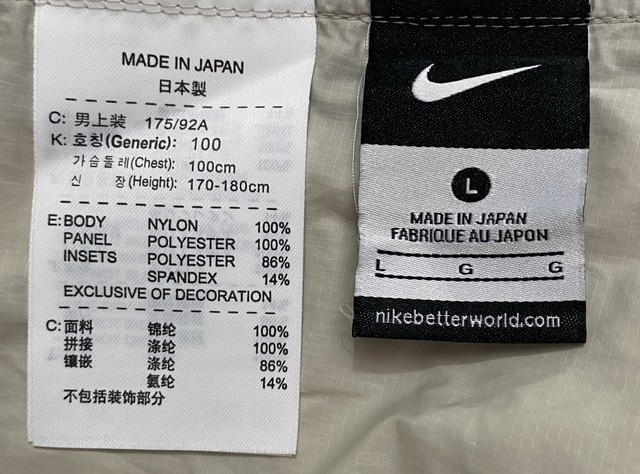 MADE IN JAPAN
日本製
C: 男上装 175/92A
K: 호칭(Generic): 100
가슴둘레(Chest): 100cm
신 장(Height): 170-180cm
E: BODY NYLON 100%
PANEL POLYESTER 100%
INSETS POLYESTER 86%
SPANDEX 14%
EXCLUSIVE OF DECORATION
C: 面料 锦纶 100%
拼接 涤纶 100%
镶嵌 涤纶 86%
氨纶 14%
不包括装饰部分
L
MADE IN JAPAN
FABRIQUE AU JAPON
L G G
nikebetterworld.com